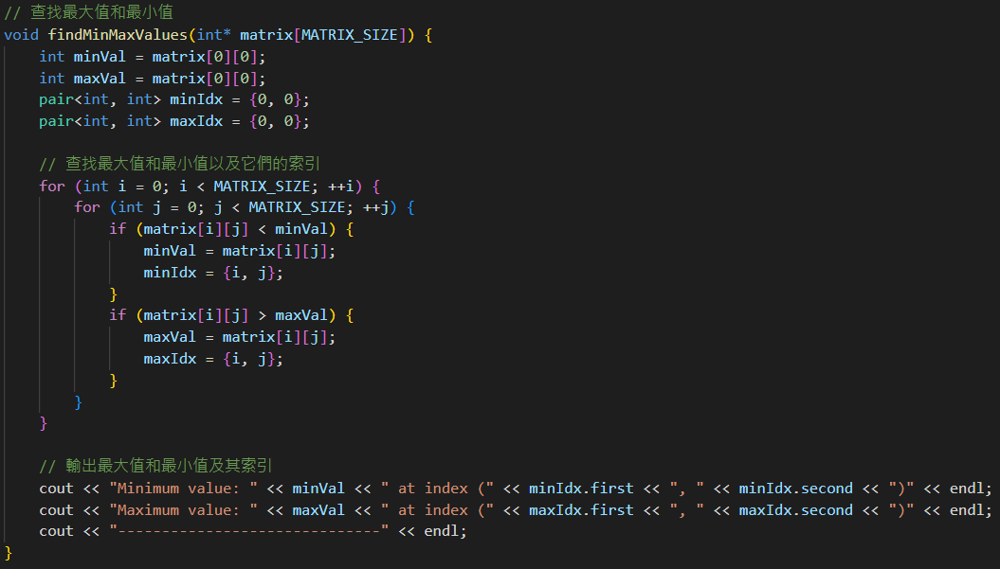 // 查找最大值和最小值
void findMinMaxValues(int* matrix[MATRIX_SIZE]) {
    int minVal = matrix[0][0];
    int maxVal = matrix[0][0];
    pair<int, int> minIdx = {0, 0};
    pair<int, int> maxIdx = {0, 0};

    // 查找最大值和最小值以及它們的索引
    for (int i = 0; i < MATRIX_SIZE; ++i) {
        for (int j = 0; j < MATRIX_SIZE; ++j) {
            if (matrix[i][j] < minVal) {
                minVal = matrix[i][j];
                minIdx = {i, j};
            }
            if (matrix[i][j] > maxVal) {
                maxVal = matrix[i][j];
                maxIdx = {i, j};
            }
        }
    }

    // 輸出最大值和最小值及其索引
    cout << "Minimum value: " << minVal << " at index (" << minIdx.first << ", " << minIdx.second << ")" << endl;
    cout << "Maximum value: " << maxVal << " at index (" << maxIdx.first << ", " << maxIdx.second << ")" << endl;
    cout << "------------------------------" << endl;
}